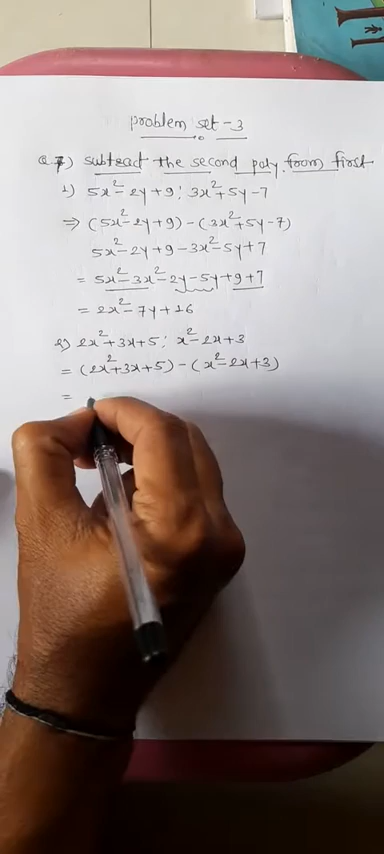 problem set -3
Q.7) subtract the second poly. from first
1) 5x²-2y+9 ; 3x²+5y-7
⇒ (5x²-2y+9)-(3x²+5y-7)
5x²-2y+9-3x²-5y+7
= 5x²-3x²-2y-5y+9+7
= 2x²-7y+16
2) 2x²+3x+5 ; x²-2x+3
= (2x²+3x+5)-(x²-2x+3)
=